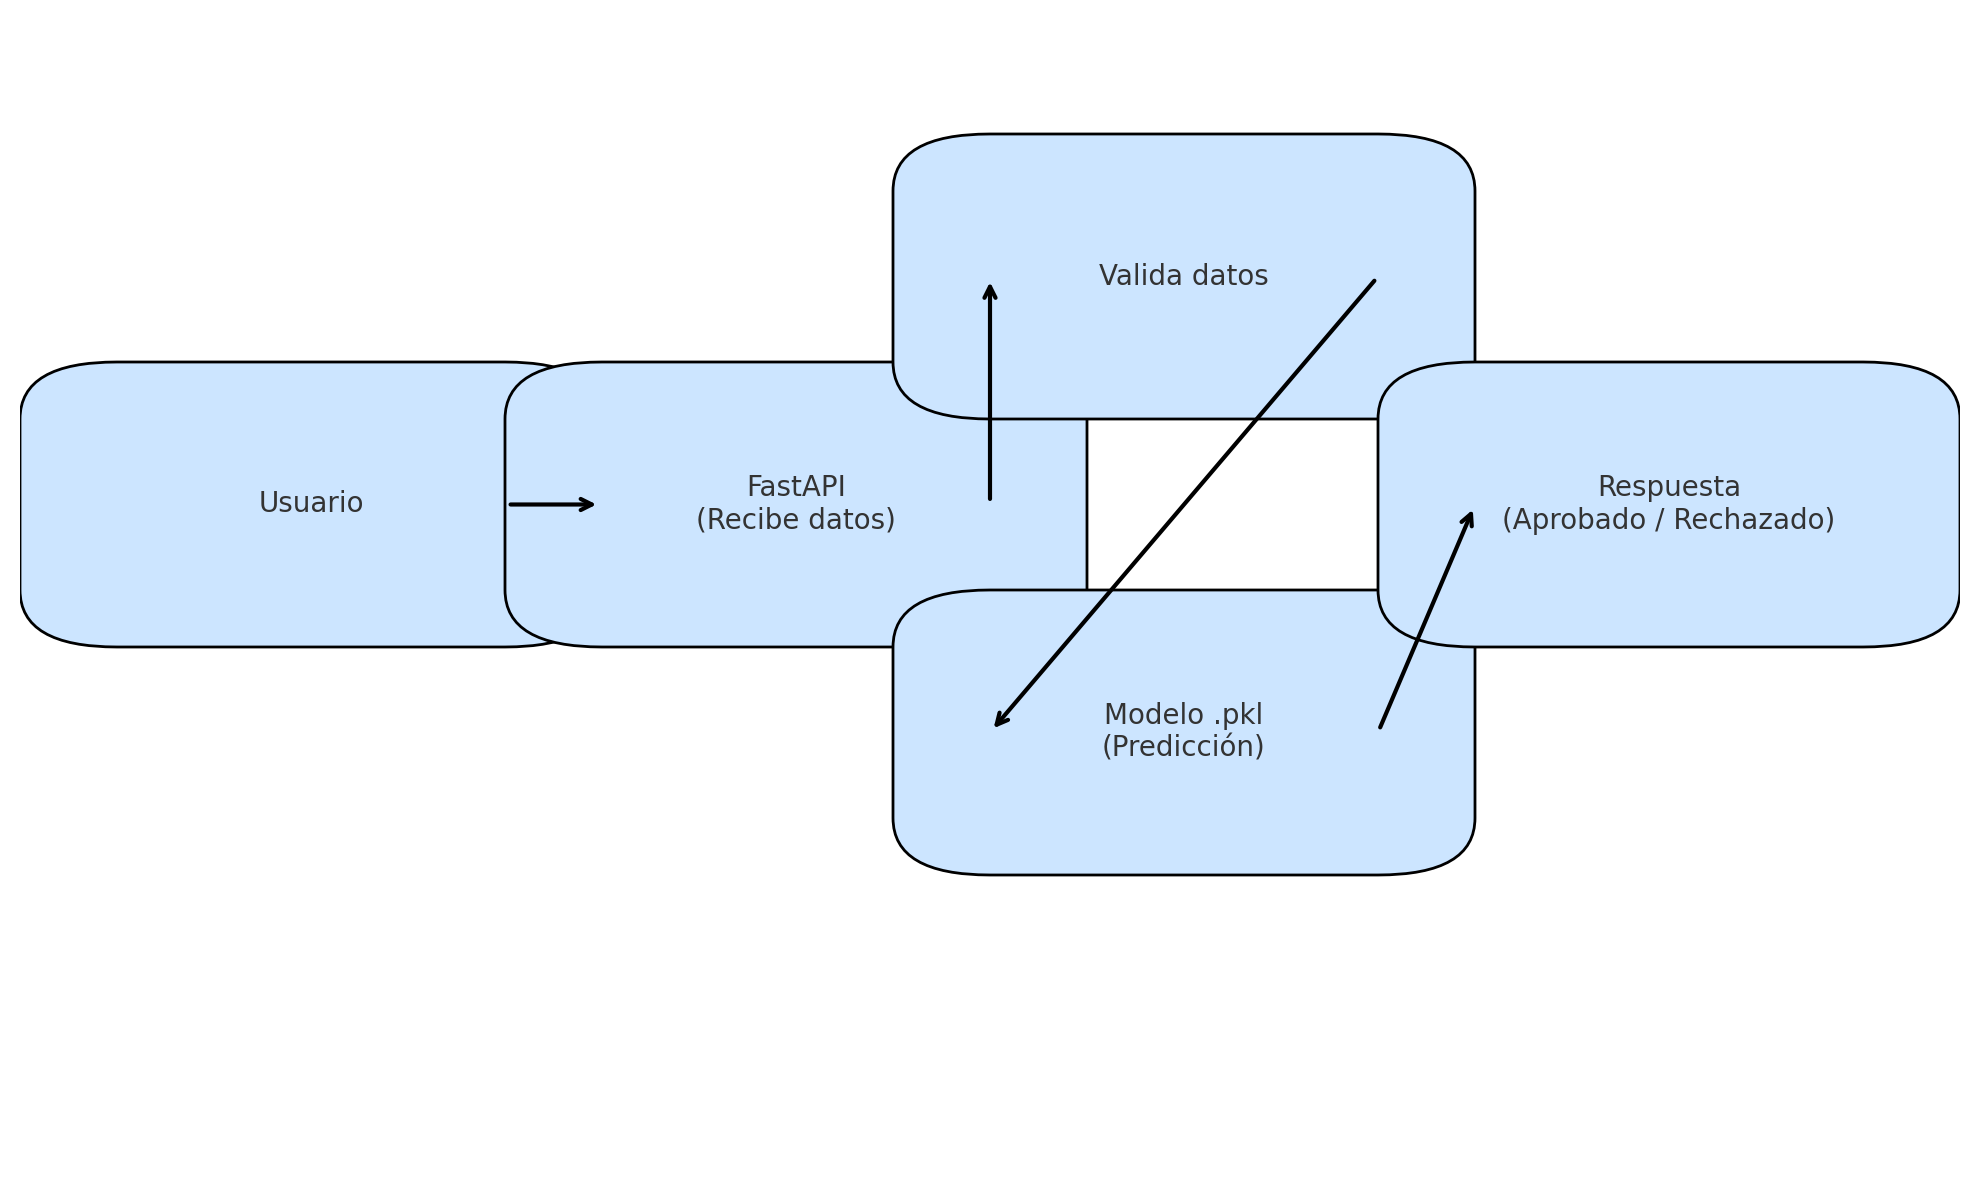 Usuario
FastAPI
(Recibe datos)
Valida datos
Modelo .pkl
(Predicción)
Respuesta
(Aprobado / Rechazado)